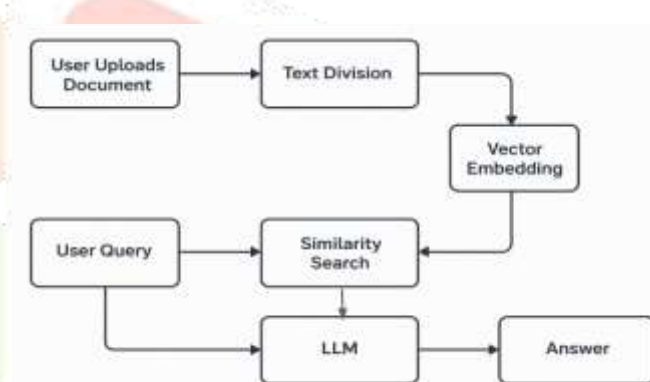 User Uploads
Document
Text Division
Vector
Embedding
User Query
Similarity
Search
LLM
Answer